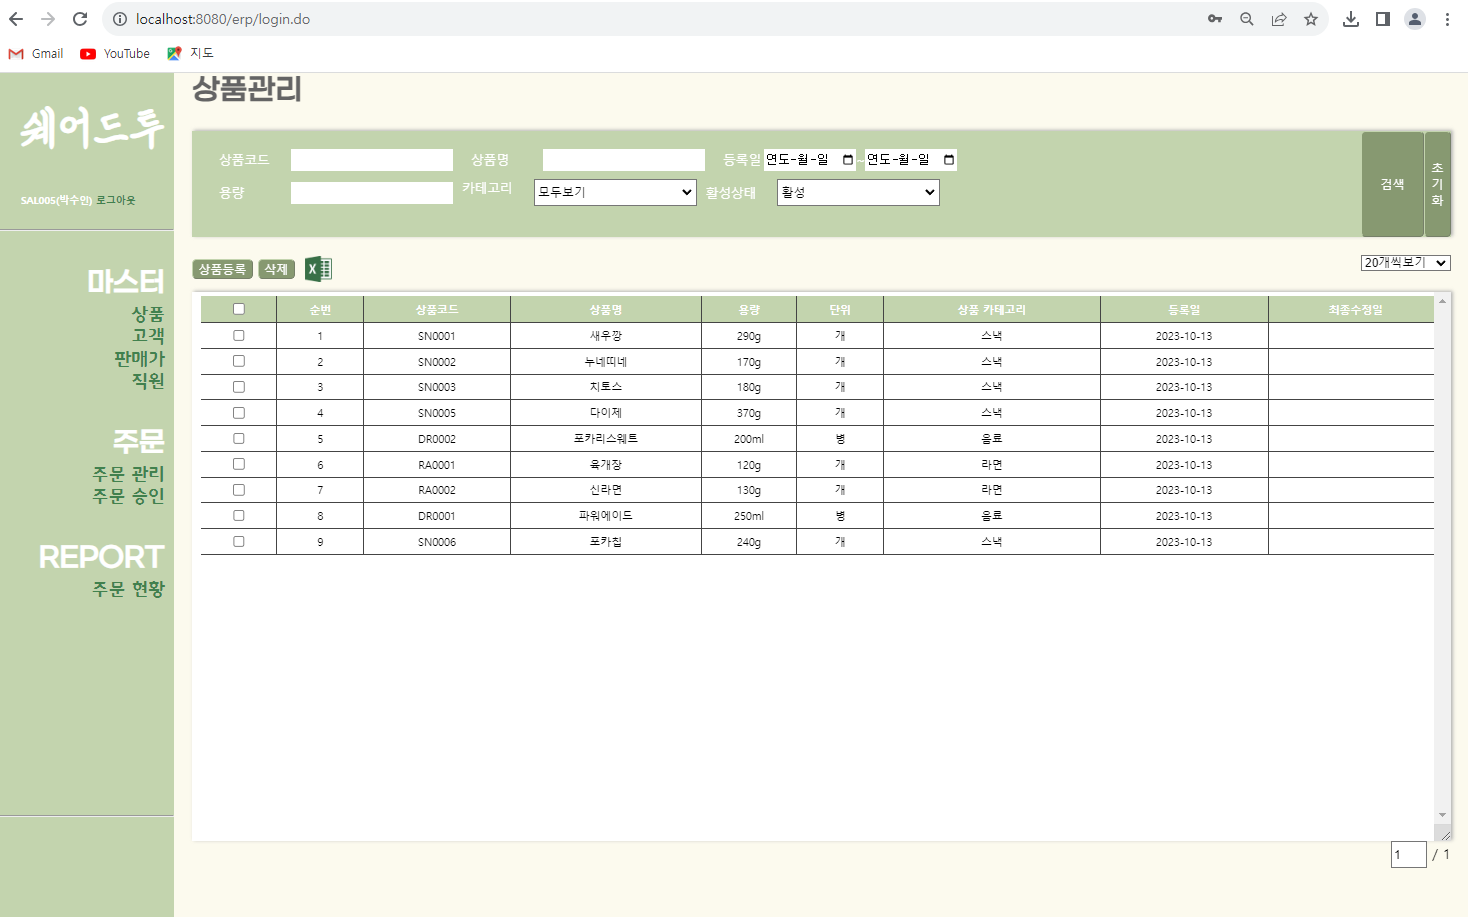 localhost:8080/erp/login.do
Gmail YouTube 지도
쉐어드투
SAL005(박수인) 로그아웃
마스터
상품
고객
판매가
직원
주문
주문 관리
주문 승인
REPORT
주문 현황
상품관리
상품코드 상품명 등록일 연도-월-일 ~ 연도-월-일
용량 카테고리 모두보기 활성상태 활성
검색
초기화
상품등록 삭제 20개씩보기
순번 상품코드 상품명 용량 단위 상품 카테고리 등록일 최종수정일
1 SN0001 새우깡 290g 개 스낵 2023-10-13
2 SN0002 누네띠네 170g 개 스낵 2023-10-13
3 SN0003 치토스 180g 개 스낵 2023-10-13
4 SN0005 다이제 370g 개 스낵 2023-10-13
5 DR0002 포카리스웨트 200ml 병 음료 2023-10-13
6 RA0001 육개장 120g 개 라면 2023-10-13
7 RA0002 신라면 130g 개 라면 2023-10-13
8 DR0001 파워에이드 250ml 병 음료 2023-10-13
9 SN0006 포카칩 240g 개 스낵 2023-10-13
1 / 1